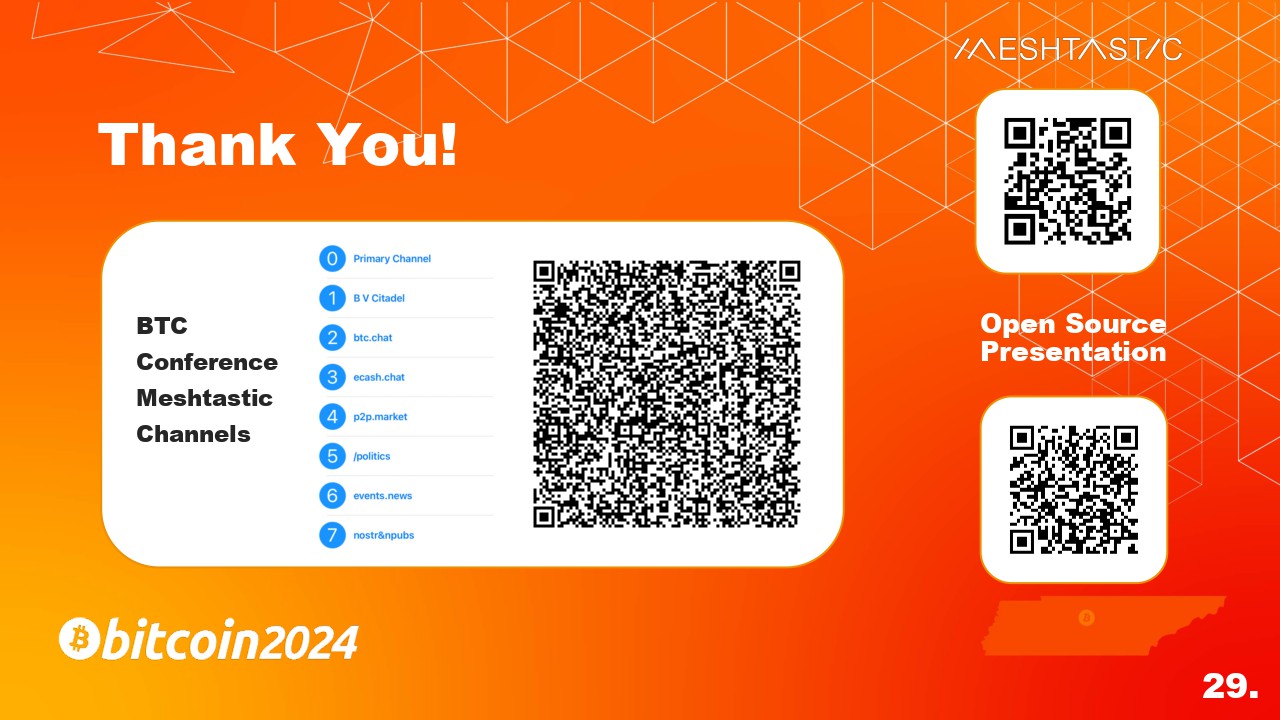 MESHTASTIC
Thank You!
BTC
Conference
Meshtastic
Channels
0 Primary Channel
1 B V Citadel
2 btc.chat
3 ecash.chat
4 p2p.market
5 /politics
6 events.news
7 nostr&npubs
Open Source
Presentation
bitcoin2024
29.